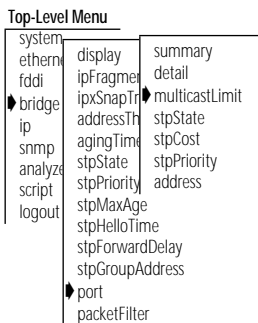 Top-Level Menu
system
etherne
fddi
bridge
ip
snmp
analyze
script
logout
display
ipFragmen
ipxSnapTr
addressTh
agingTime
stpState
stpPriority
stpMaxAge
stpHelloTime
stpForwardDelay
stpGroupAddress
port
packetFilter
summary
detail
multicastLimit
stpState
stpCost
stpPriority
address